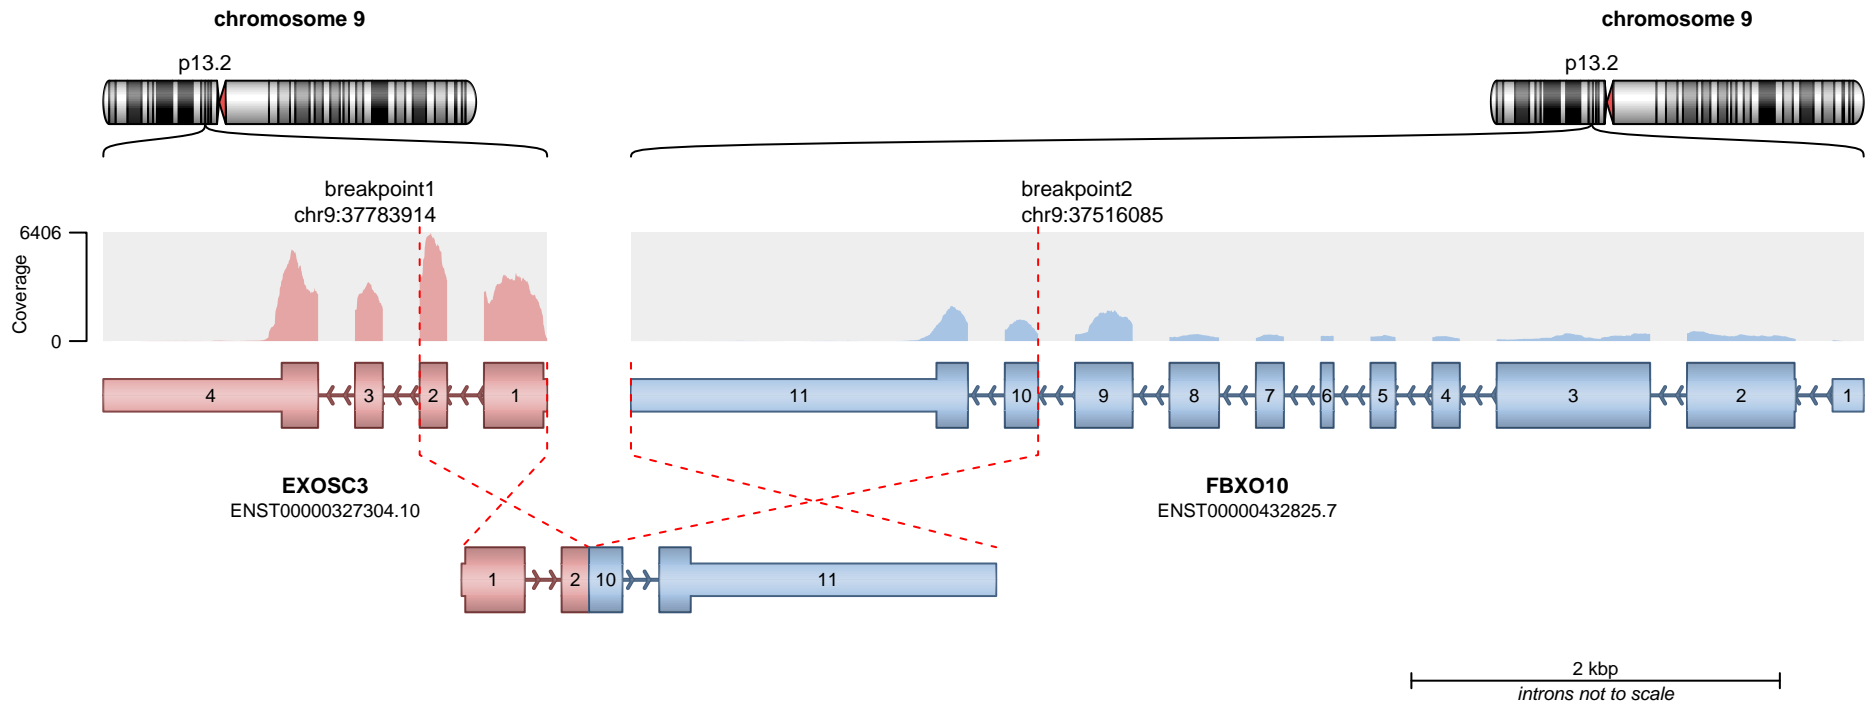 chromosome 9
chromosome 9
p13.2
p13.2
breakpoint1
chr9:37783914
breakpoint2
chr9:37516085
6406
Coverage
0
4
3
2
1
11
10
9
8
7
6
5
4
3
2
1
EXOSC3
ENST00000327304.10
FBXO10
ENST00000432825.7
1
2
10
11
2 kbp
introns not to scale